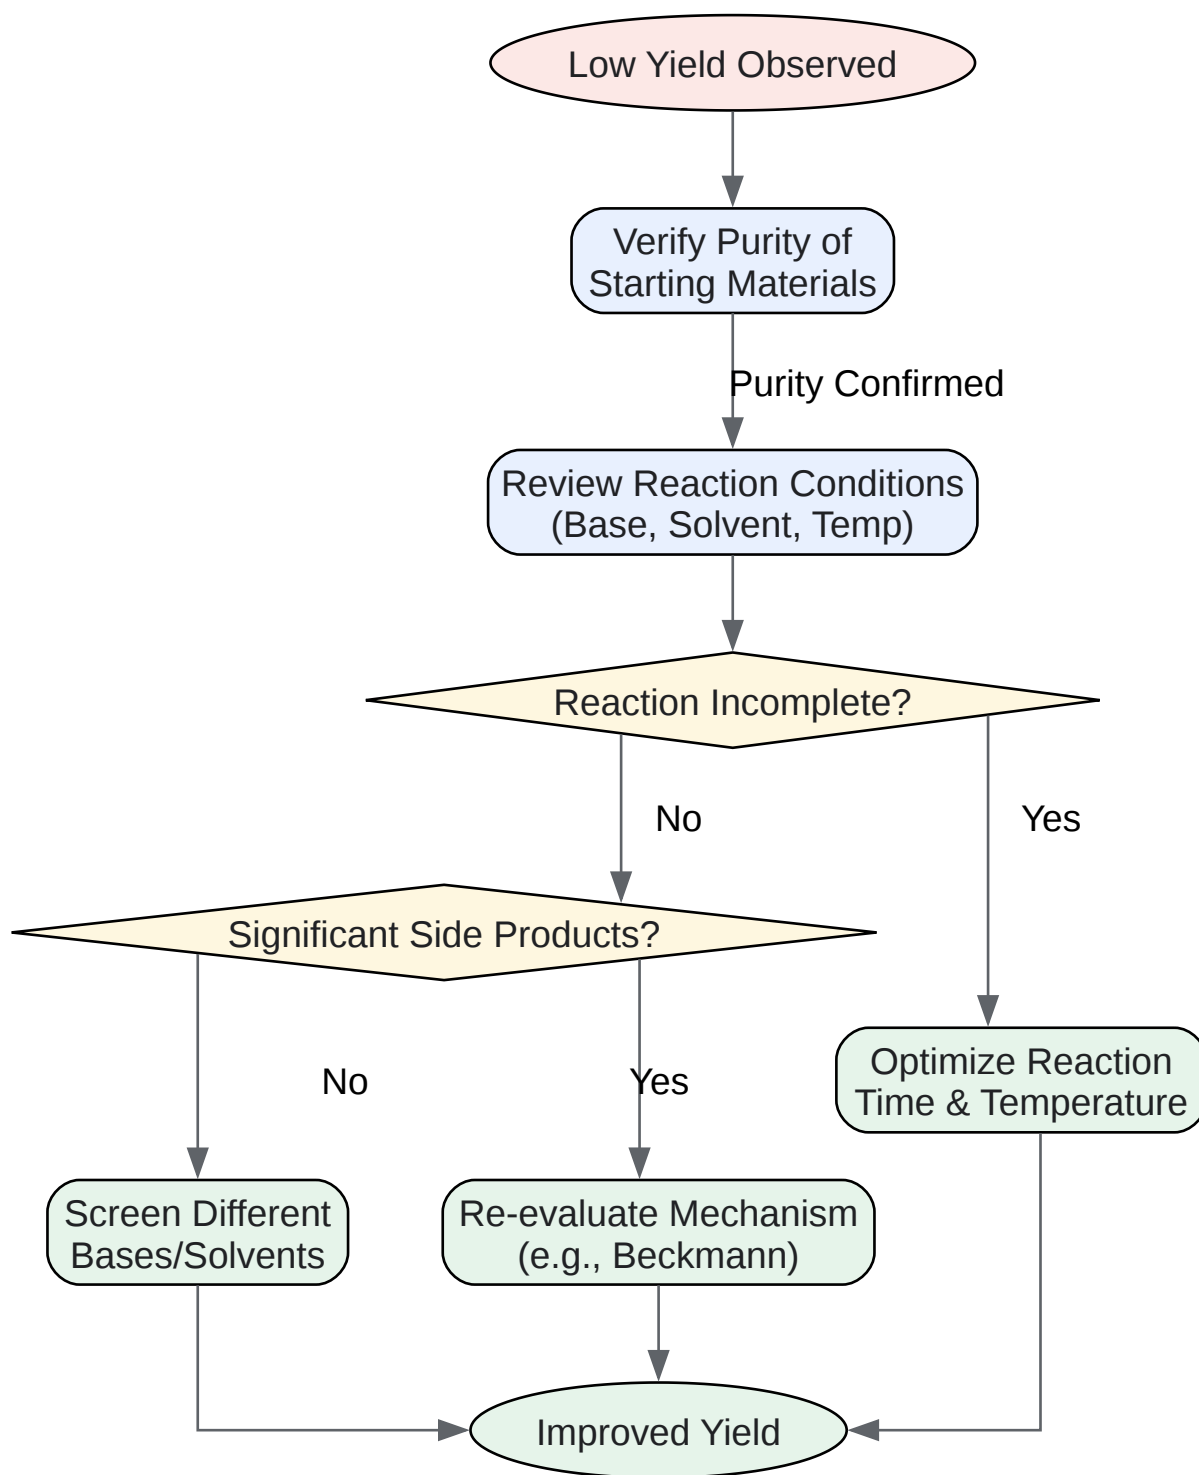 Low Yield Observed
Verify Purity of
Starting Materials
Purity Confirmed
Review Reaction Conditions
(Base, Solvent, Temp)
Reaction Incomplete?
No
Yes
Significant Side Products?
No
Yes
Optimize Reaction
Time & Temperature
Screen Different
Bases/Solvents
Re-evaluate Mechanism
(e.g., Beckmann)
Improved Yield